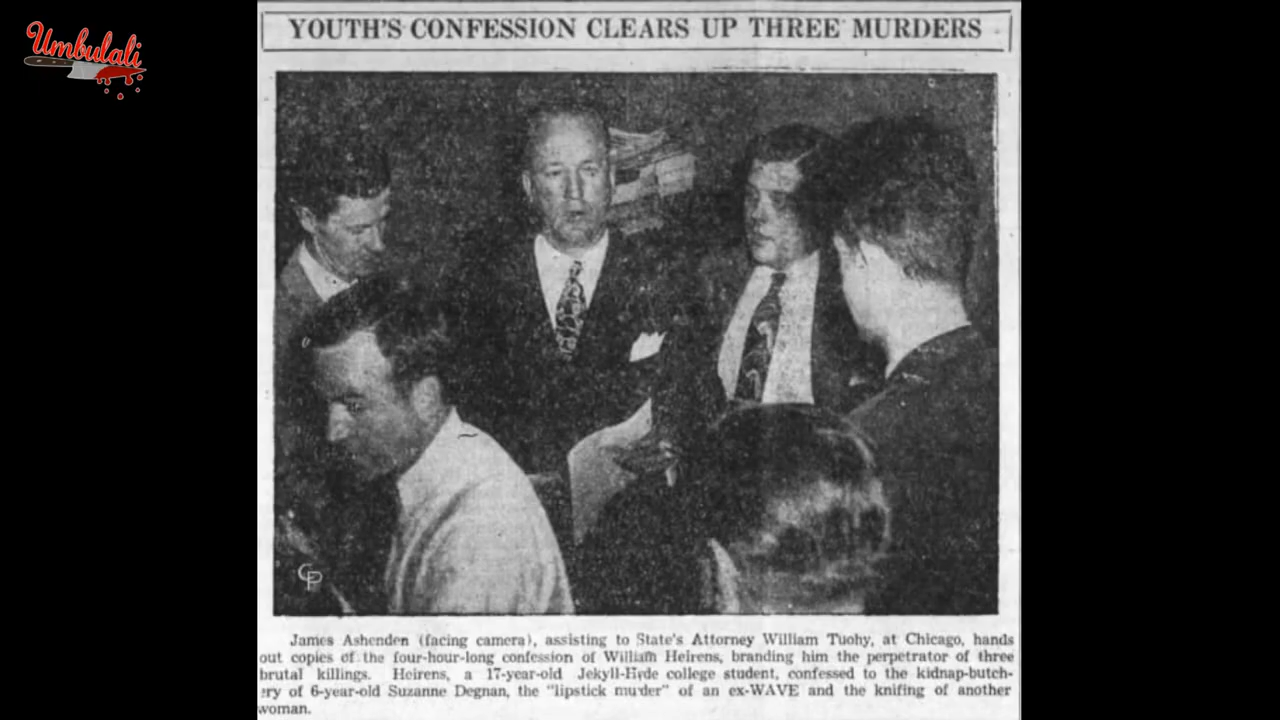 Umbulali
YOUTH'S CONFESSION CLEARS UP THREE MURDERS
CP
James Ashenden (facing camera), assisting to State's Attorney William Tuohy, at Chicago, hands
out copies of the four-hour-long confession of William Heirens, branding him the perpetrator of three
brutal killings. Heirens, a 17-year-old Jekyll-Hyde college student, confessed to the kidnap-butch-
ery of 6-year-old Suzanne Degnan, the "lipstick murder" of an ex-WAVE and the knifing of another
woman.